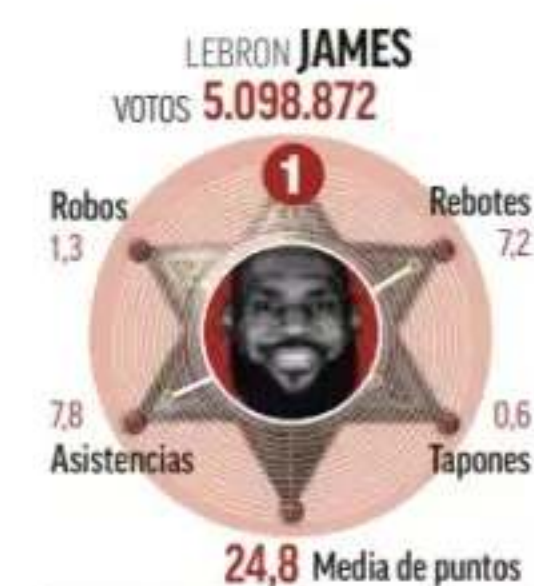 LEBRON JAMES
VOTOS 5.098.872
1
Robos
1,3
Rebotes
7,2
7,8
Asistencias
0,6
Tapones
24,8 Media de puntos